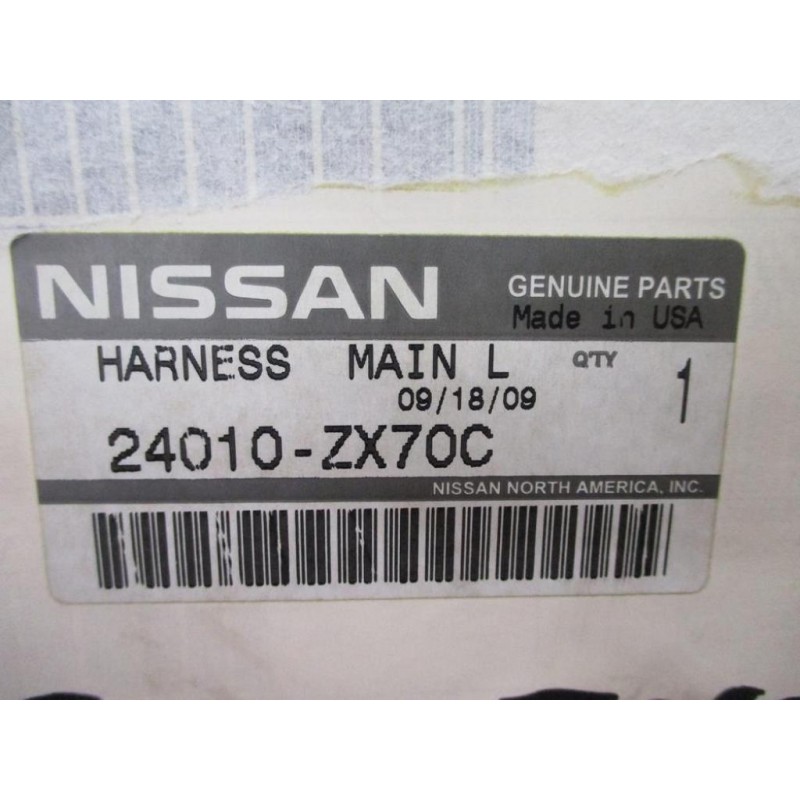 NISSAN GENUINE PARTS
Made in USA
HARNESS MAIN L Q'TY 1
09/18/09
24010-ZX70C
NISSAN NORTH AMERICA, INC.